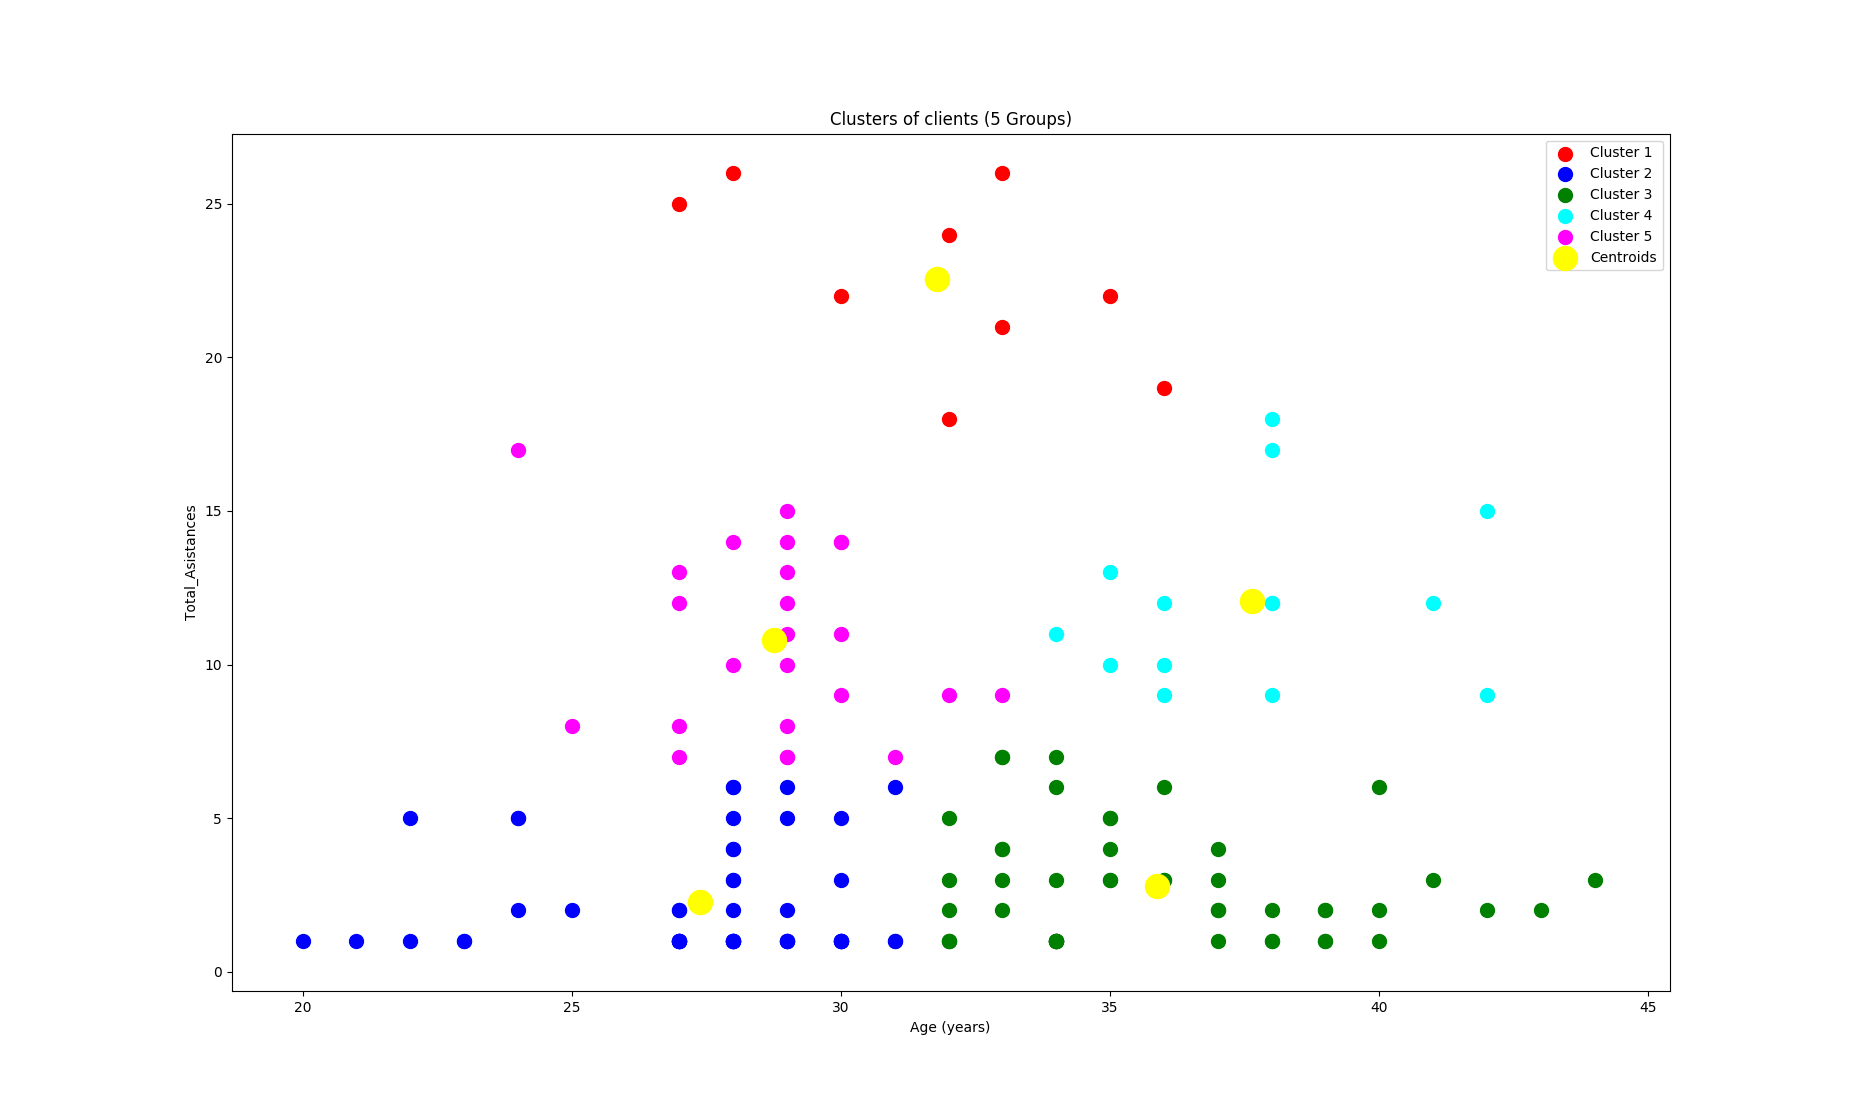 Clusters of clients (5 Groups)
Cluster 1
Cluster 2
Cluster 3
Cluster 4
Cluster 5
Centroids
Total_Asistances
25
20
15
10
5
0
20
25
30
35
40
45
Age (years)